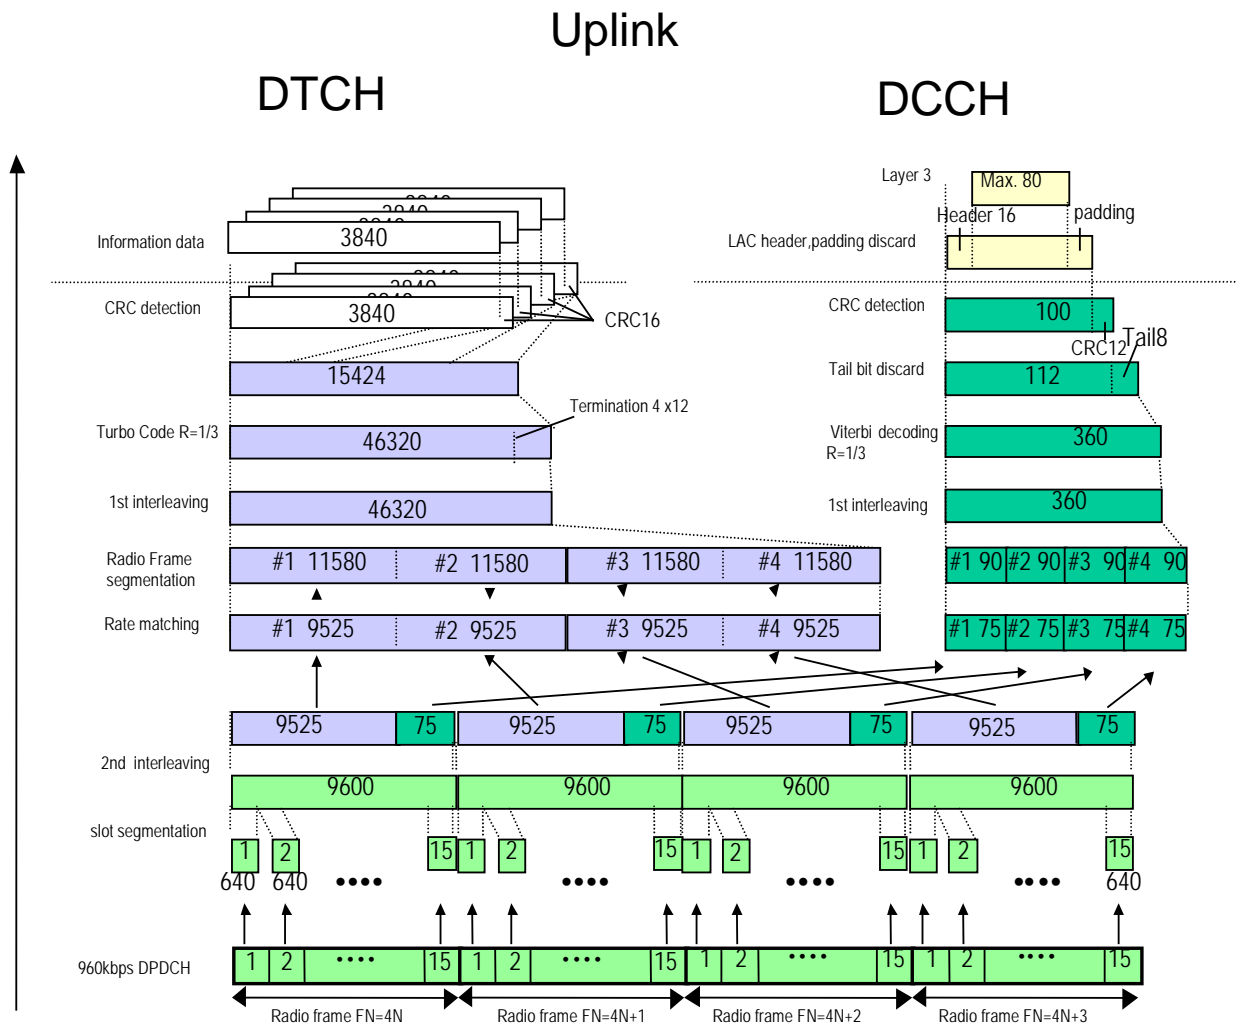 Uplink
DTCH
DCCH
Layer 3
Max. 80
Header 16
padding
Information data
3840
3840
3840
3840
LAC header,padding discard
CRC detection
3840
3840
3840
3840
CRC16
CRC detection
100
CRC12
Tail8
15424
Tail bit discard
112
Termination 4 x12
Turbo Code R=1/3
46320
Viterbi decoding
R=1/3
360
1st interleaving
46320
1st interleaving
360
Radio Frame
segmentation
#1 11580
#2 11580
#3 11580
#4 11580
#1 90
#2 90
#3 90
#4 90
Rate matching
#1 9525
#2 9525
#3 9525
#4 9525
#1 75
#2 75
#3 75
#4 75
9525
75
9525
75
9525
75
9525
75
2nd interleaving
9600
9600
9600
9600
slot segmentation
1
2
15
1
2
15
1
2
15
1
2
15
640
640
••••
••••
••••
••••
640
960kbps DPDCH
1
2
••••
15
1
2
••••
15
1
2
••••
15
1
2
••••
15
Radio frame FN=4N
Radio frame FN=4N+1
Radio frame FN=4N+2
Radio frame FN=4N+3